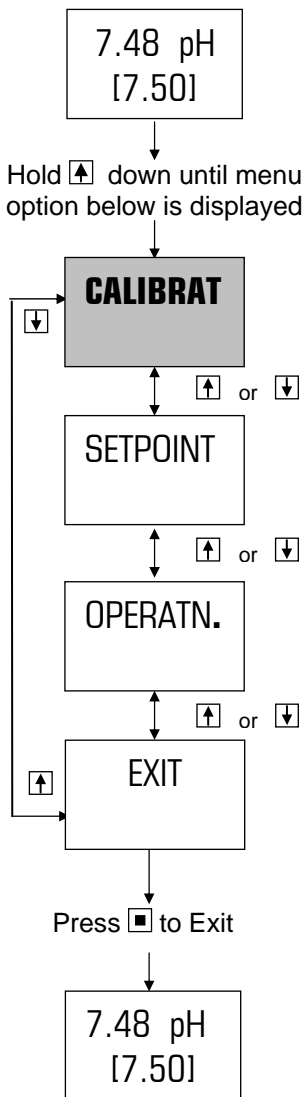 7.48 pH
[7.50]
Hold down until menu
option below is displayed
CALIBRAT
or
SETPOINT
or
OPERATN.
or
EXIT
Press to Exit
7.48 pH
[7.50]